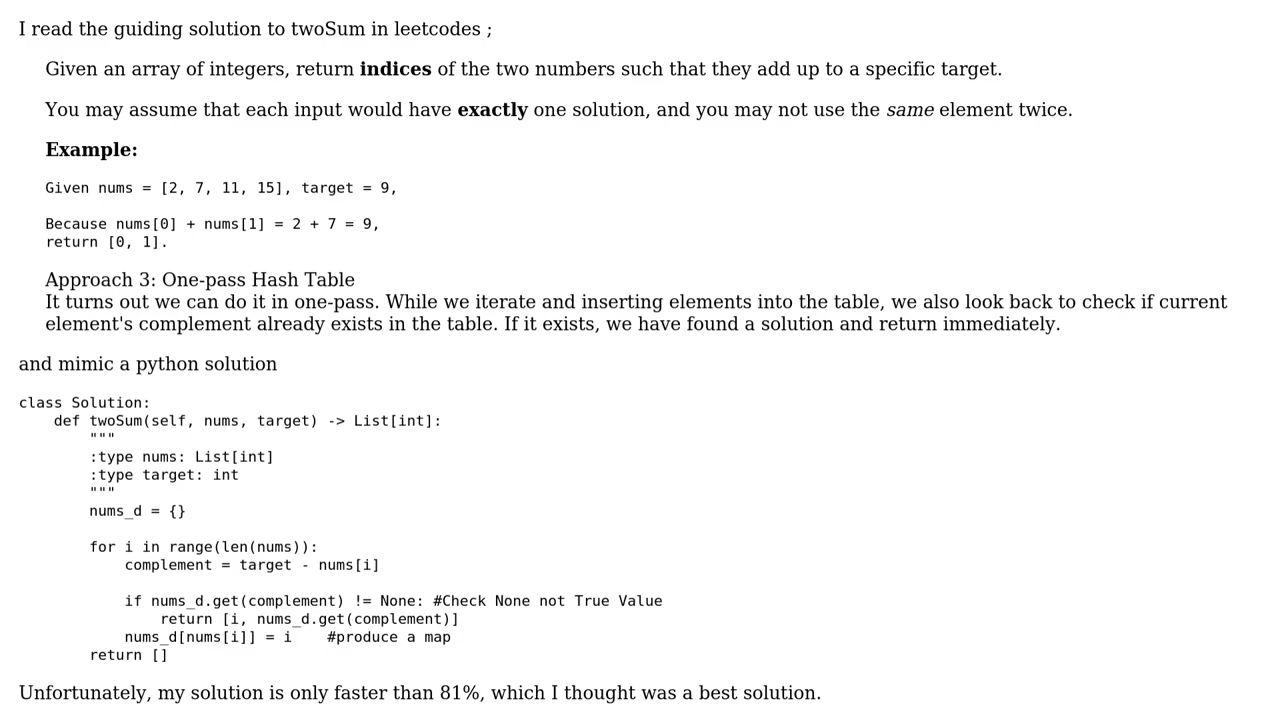 I read the guiding solution to twoSum in leetcodes ;
Given an array of integers, return indices of the two numbers such that they add up to a specific target.
You may assume that each input would have exactly one solution, and you may not use the same element twice.
Example:
Given nums = [2, 7, 11, 15], target = 9,
Because nums[0] + nums[1] = 2 + 7 = 9,
return [0, 1].
Approach 3: One-pass Hash Table
It turns out we can do it in one-pass. While we iterate and inserting elements into the table, we also look back to check if current
element's complement already exists in the table. If it exists, we have found a solution and return immediately.
and mimic a python solution
class Solution:
    def twoSum(self, nums, target) -> List[int]:
        """
        :type nums: List[int]
        :type target: int
        """
        nums_d = {}
        for i in range(len(nums)):
            complement = target - nums[i]
            if nums_d.get(complement) != None: #Check None not True Value
                return [i, nums_d.get(complement)]
            nums_d[nums[i]] = i    #produce a map
        return []
Unfortunately, my solution is only faster than 81%, which I thought was a best solution.